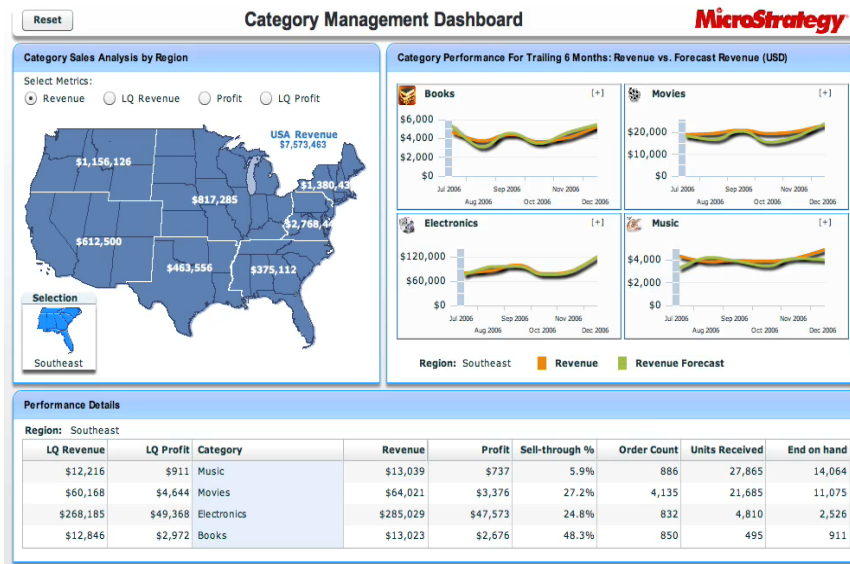 Reset
Category Management Dashboard
MicroStrategy
Category Sales Analysis by Region
Select Metrics:
Revenue LQ Revenue Profit LQ Profit
USA Revenue
$7,573,463
$1,156,126
$1,380,43
$817,285
$2,768,4
$612,500
$463,556
$375,112
Selection
Southeast
Category Performance For Trailing 6 Months: Revenue vs. Forecast Revenue (USD)
Books [+]
$6,000
$4,000
$2,000
$0
Jul 2006 Sep 2006 Nov 2006
Aug 2006 Oct 2006 Dec 2006
Movies [+]
$20,000
$10,000
$0
Jul 2006 Sep 2006 Nov 2006
Aug 2006 Oct 2006 Dec 2006
Electronics [+]
$120,000
$60,000
$0
Jul 2006 Sep 2006 Nov 2006
Aug 2006 Oct 2006 Dec 2006
Music [+]
$4,000
$2,000
$0
Jul 2006 Sep 2006 Nov 2006
Aug 2006 Oct 2006 Dec 2006
Region: Southeast Revenue Revenue Forecast
Performance Details
Region: Southeast
LQ Revenue LQ Profit Category Revenue Profit Sell-through % Order Count Units Received End on hand
$12,216 $911 Music $13,039 $737 5.9% 886 27,865 14,064
$60,168 $4,644 Movies $64,021 $3,376 27.2% 4,135 21,685 11,075
$268,185 $49,368 Electronics $285,029 $47,573 24.8% 832 4,810 2,526
$12,846 $2,972 Books $13,023 $2,676 48.3% 850 495 911